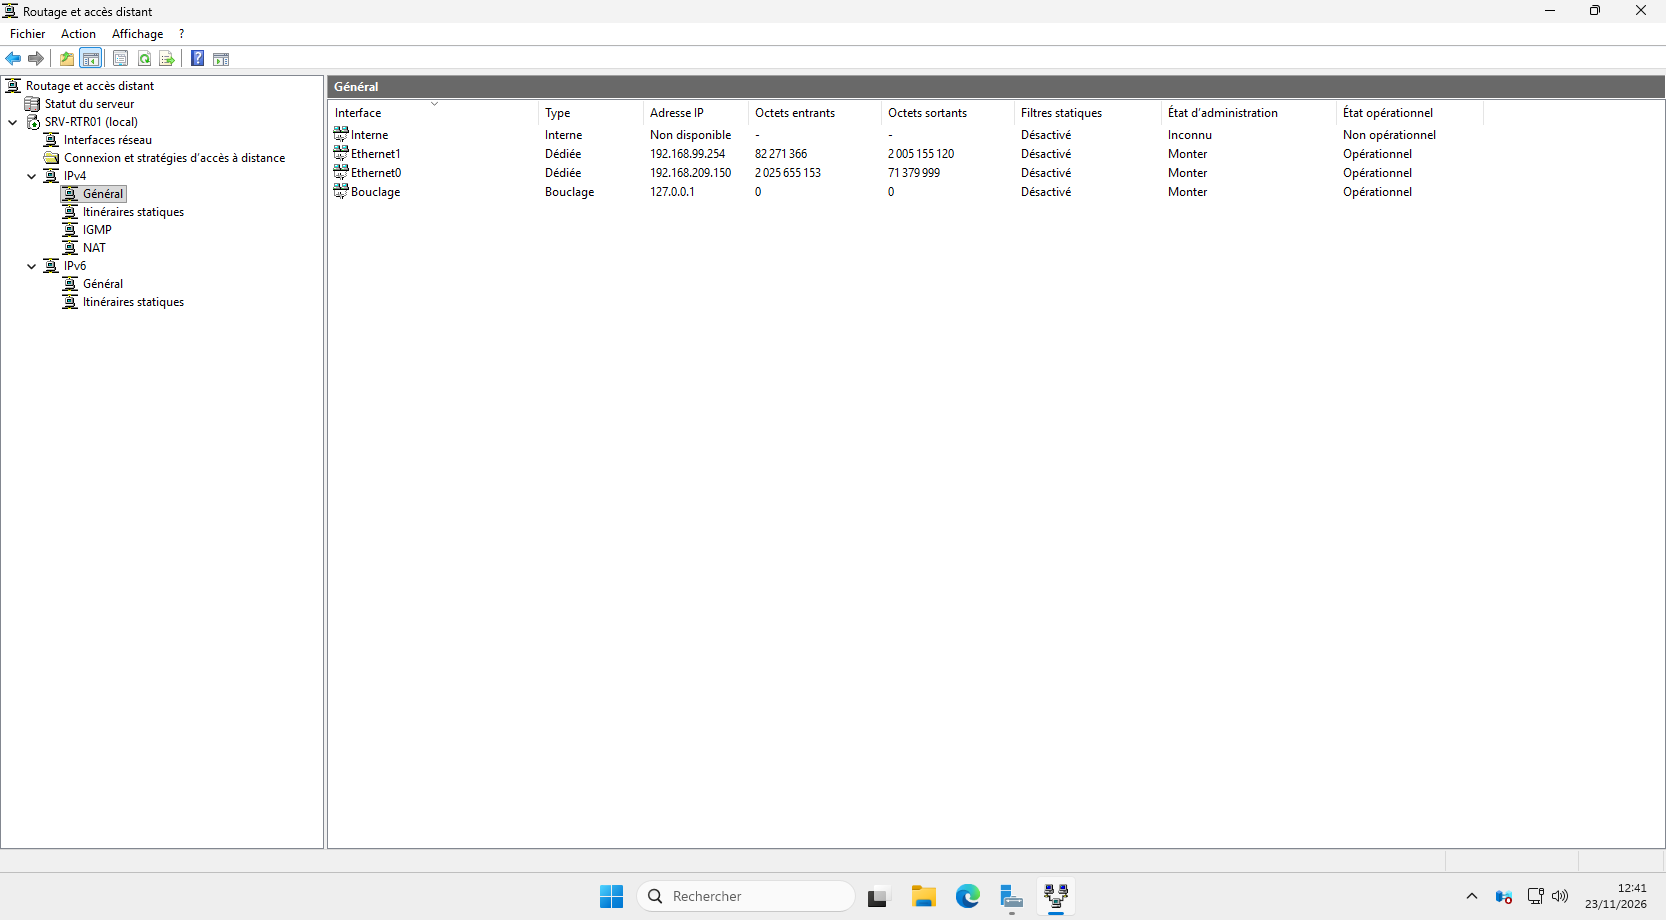 Routage et accès distant
Fichier Action Affichage ?
Routage et accès distant
Statut du serveur
SRV-RTR01 (local)
Interfaces réseau
Connexion et stratégies d'accès à distance
IPv4
Général
Itinéraires statiques
IGMP
NAT
IPv6
Général
Itinéraires statiques
Général
Interface Type Adresse IP Octets entrants Octets sortants Filtres statiques État d'administration État opérationnel
Interne Interne Non disponible - - Désactivé Inconnu Non opérationnel
Ethernet1 Dédiée 192.168.99.254 82 271 366 2 005 155 120 Désactivé Monter Opérationnel
Ethernet0 Dédiée 192.168.209.150 2 025 655 153 71 379 999 Désactivé Monter Opérationnel
Bouclage Bouclage 127.0.0.1 0 0 Désactivé Monter Opérationnel
Rechercher
12:41
23/11/2026